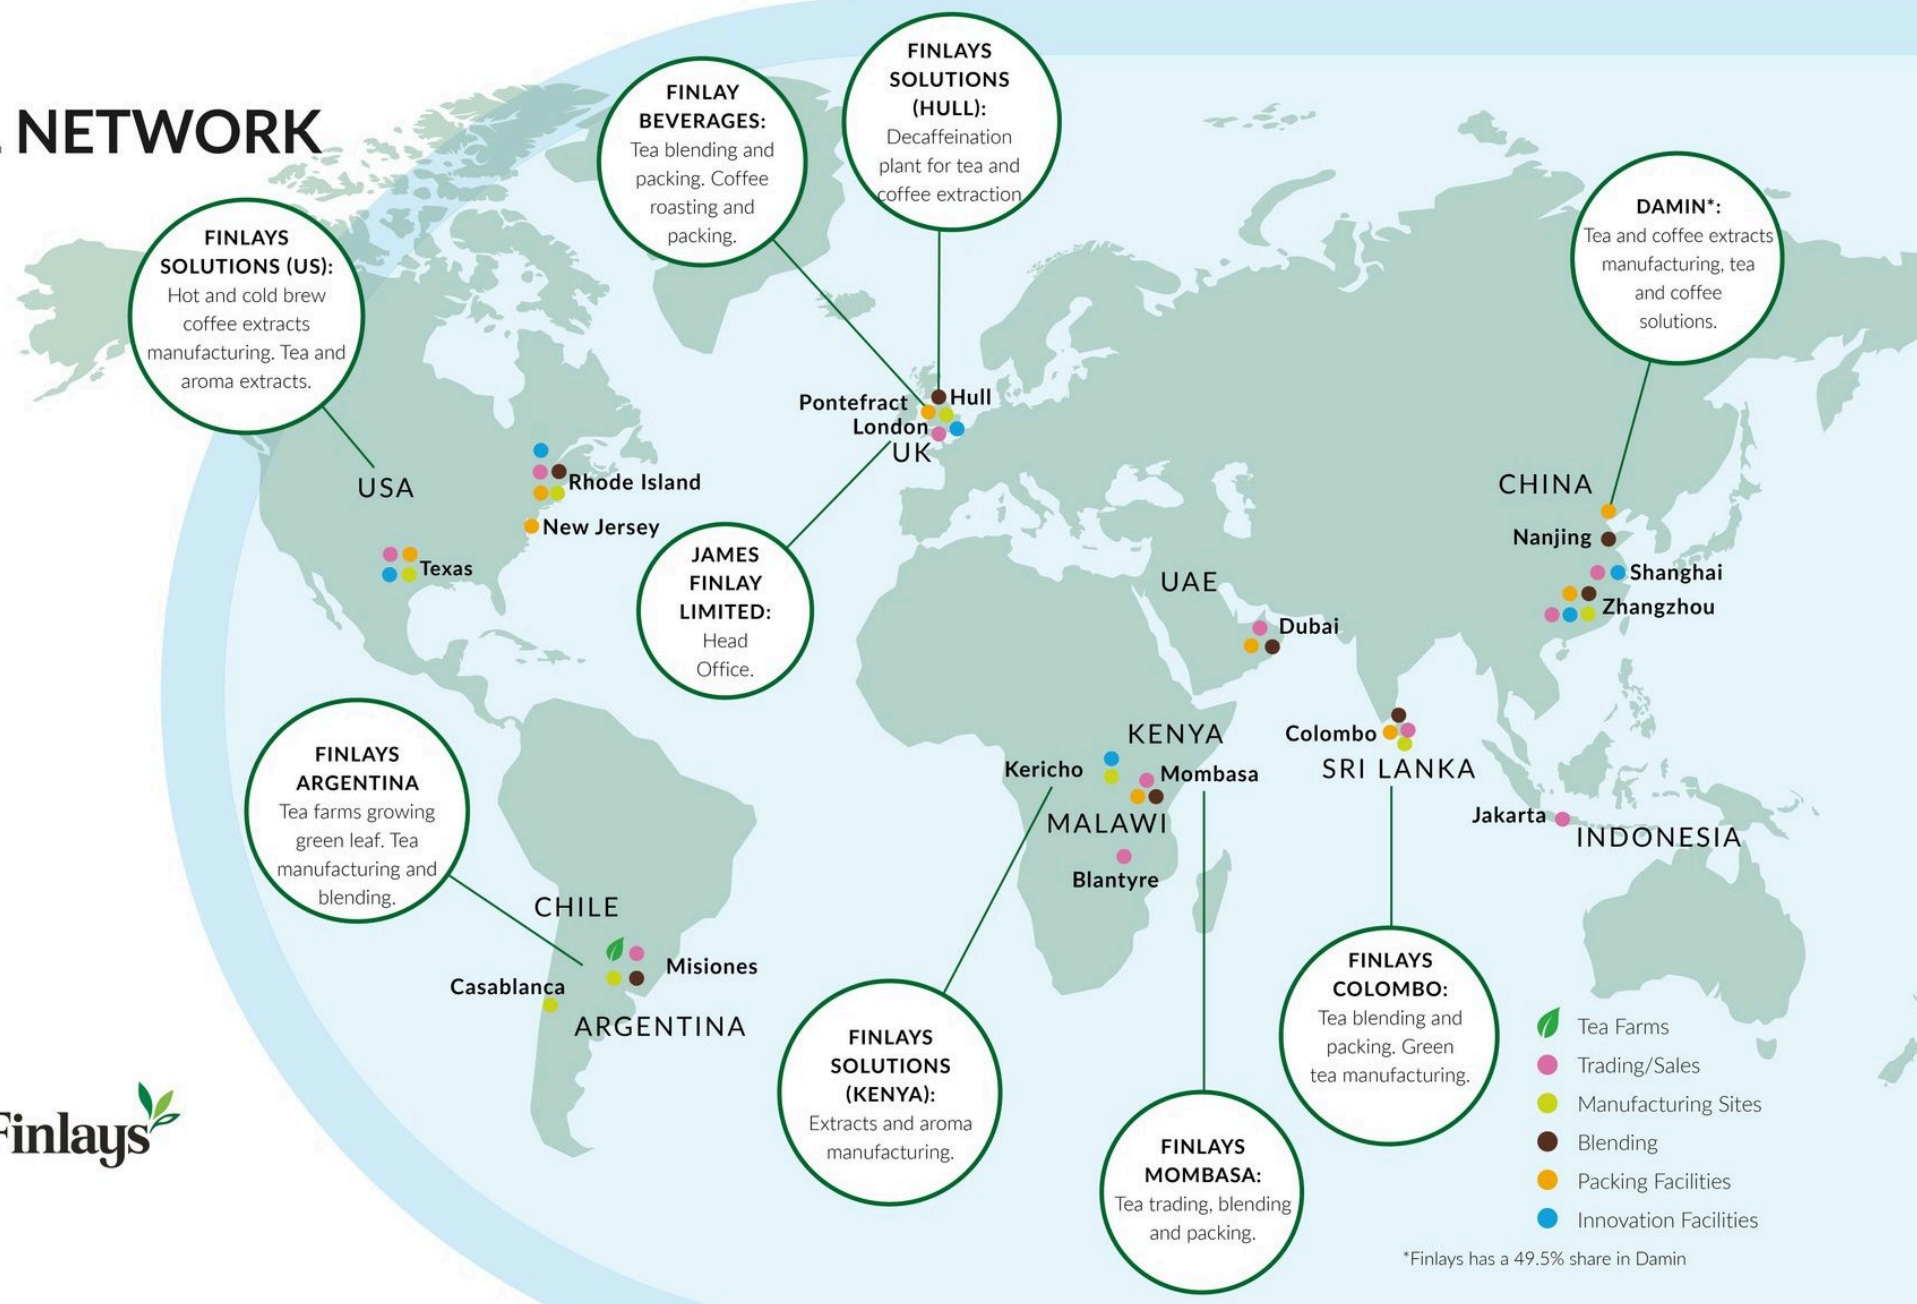 NETWORK
FINLAYS
SOLUTIONS (US):
Hot and cold brew
coffee extracts
manufacturing. Tea and
aroma extracts.
FINLAY
BEVERAGES:
Tea blending and
packing. Coffee
roasting and
packing.
FINLAYS
SOLUTIONS
(HULL):
Decaffeination
plant for tea and
coffee extraction
DAMIN*:
Tea and coffee extracts
manufacturing, tea
and coffee
solutions.
USA
Rhode Island
New Jersey
Texas
Pontefract
Hull
London
UK
JAMES
FINLAY
LIMITED:
Head
Office.
CHINA
Nanjing
Shanghai
Zhangzhou
UAE
Dubai
KENYA
Kericho
Mombasa
MALAWI
Blantyre
Colombo
SRI LANKA
Jakarta
INDONESIA
FINLAYS
ARGENTINA
Tea farms growing
green leaf. Tea
manufacturing and
blending.
CHILE
Misiones
Casablanca
ARGENTINA
FINLAYS
SOLUTIONS
(KENYA):
Extracts and aroma
manufacturing.
FINLAYS
MOMBASA:
Tea trading, blending
and packing.
FINLAYS
COLOMBO:
Tea blending and
packing. Green
tea manufacturing.
Tea Farms
Trading/Sales
Manufacturing Sites
Blending
Packing Facilities
Innovation Facilities
*Finlays has a 49.5% share in Damin
Finlays